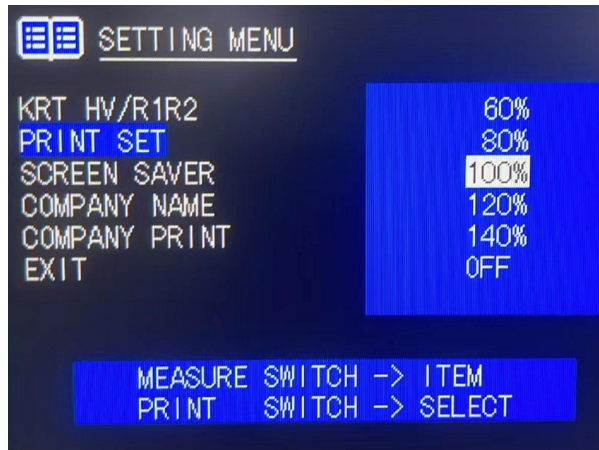 SETTING MENU
KRT HV/R1R2 60%
PRINT SET 80%
SCREEN SAVER 100%
COMPANY NAME 120%
COMPANY PRINT 140%
EXIT OFF
MEASURE SWITCH -> ITEM
PRINT SWITCH -> SELECT